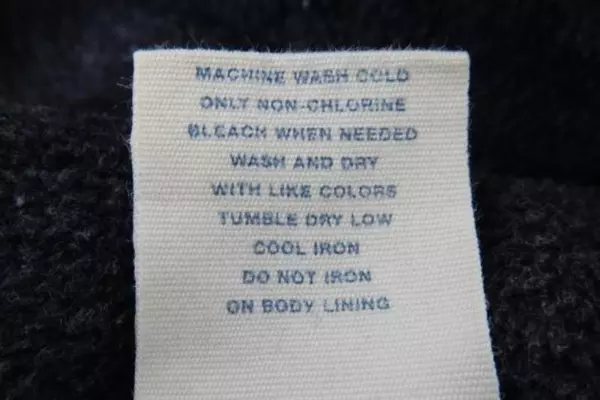 MACHINE WASH COLD
ONLY NON-CHLORINE
BLEACH WHEN NEEDED
WASH AND DRY
WITH LIKE COLORS
TUMBLE DRY LOW
COOL IRON
DO NOT IRON
ON BODY LINING